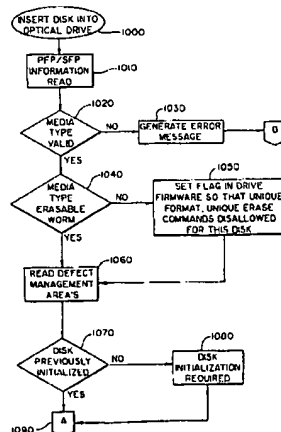 INSERT DISK INTO
OPTICAL DRIVE
1000
PFP/SFP
INFORMATION
READ
1010
1020
MEDIA
TYPE
VALID
NO
1030
GENERATE ERROR
MESSAGE
YES
1040
MEDIA
TYPE
ERASABLE
WORM
NO
1050
SET FLAG IN DRIVE
FIRMWARE SO THAT UNIQUE
FORMAT, UNIQUE ERASE
COMMANDS DISALLOWED
FOR THIS DISK
YES
1060
READ DEFECT
MANAGEMENT
AREA'S
1070
DISK
PREVIOUSLY
INITIALIZED
NO
1080
DISK
INITIALIZATION
REQUIRED
YES
1090
A